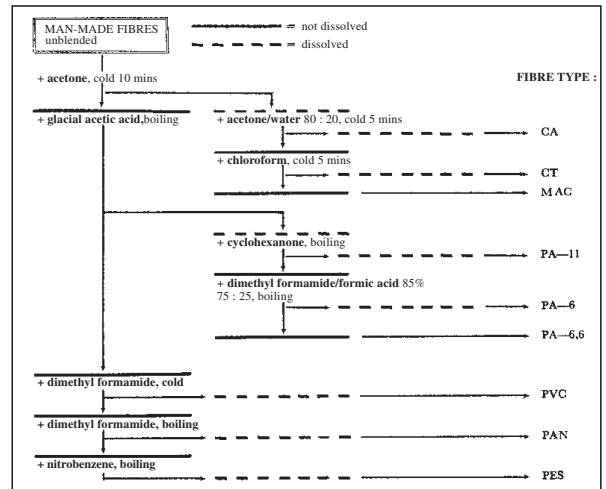 MAN-MADE FIBRES
unblended
= not dissolved
= dissolved
+ acetone, cold 10 mins
FIBRE TYPE :
+ glacial acetic acid,boiling
+ acetone/water 80 : 20, cold 5 mins
CA
+ chloroform, cold 5 mins
CT
MAC
+ cyclohexanone, boiling
PA—11
+ dimethyl formamide/formic acid 85%
75 : 25, boiling
PA—6
PA—6,6
+ dimethyl formamide, cold
PVC
+ dimethyl formamide, boiling
PAN
+ nitrobenzene, boiling
PES